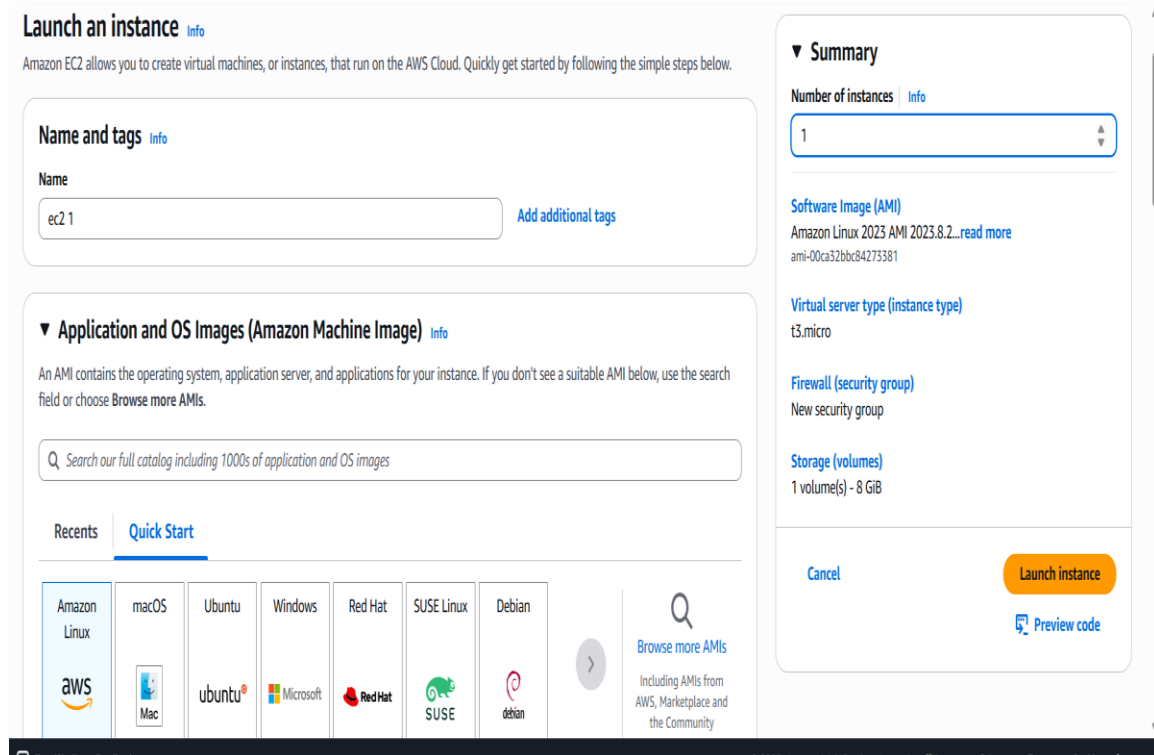 Launch an instance Info
Amazon EC2 allows you to create virtual machines, or instances, that run on the AWS Cloud. Quickly get started by following the simple steps below.
Name and tags Info
Name
ec2 1
Add additional tags
▼ Application and OS Images (Amazon Machine Image) Info
An AMI contains the operating system, application server, and applications for your instance. If you don't see a suitable AMI below, use the search
field or choose Browse more AMIs.
Search our full catalog including 1000s of application and OS images
Recents
Quick Start
Amazon
Linux
aws
macOS
Mac
Ubuntu
ubuntu
Windows
Microsoft
Red Hat
Red Hat
SUSE Linux
SUSE
Debian
debian
Browse more AMIs
Including AMIs from
AWS, Marketplace and
the Community
▼ Summary
Number of instances Info
1
Software Image (AMI)
Amazon Linux 2023 AMI 2023.8.2...read more
ami-00ca32bbc84273381
Virtual server type (instance type)
t3.micro
Firewall (security group)
New security group
Storage (volumes)
1 volume(s) - 8 GiB
Cancel
Launch instance
Preview code